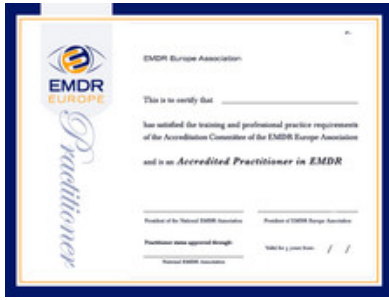 EMDR
EUROPE
Practitioner
EMDR Europe Association
This is to certify that
has satisfied the training and professional practice requirements
of the Accreditation Committee of the EMDR Europe Association
and is an Accredited Practitioner in EMDR
President of the National EMDR Association
President of EMDR Europe Association
Practitioner status approved through:
Valid for 5 years from: / /
National EMDR Association